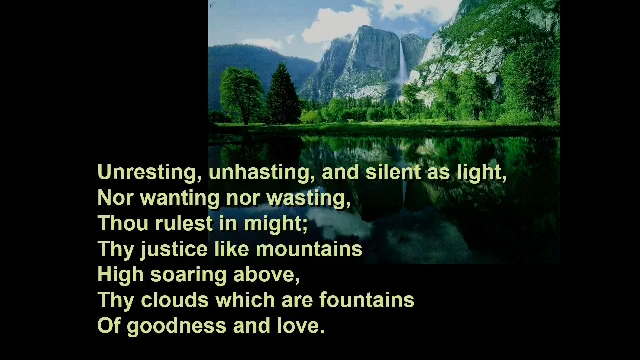 Unresting, unhasting, and silent as light,
Nor wanting nor wasting,
Thou rulest in might;
Thy justice like mountains
High soaring above,
Thy clouds which are fountains
Of goodness and love.